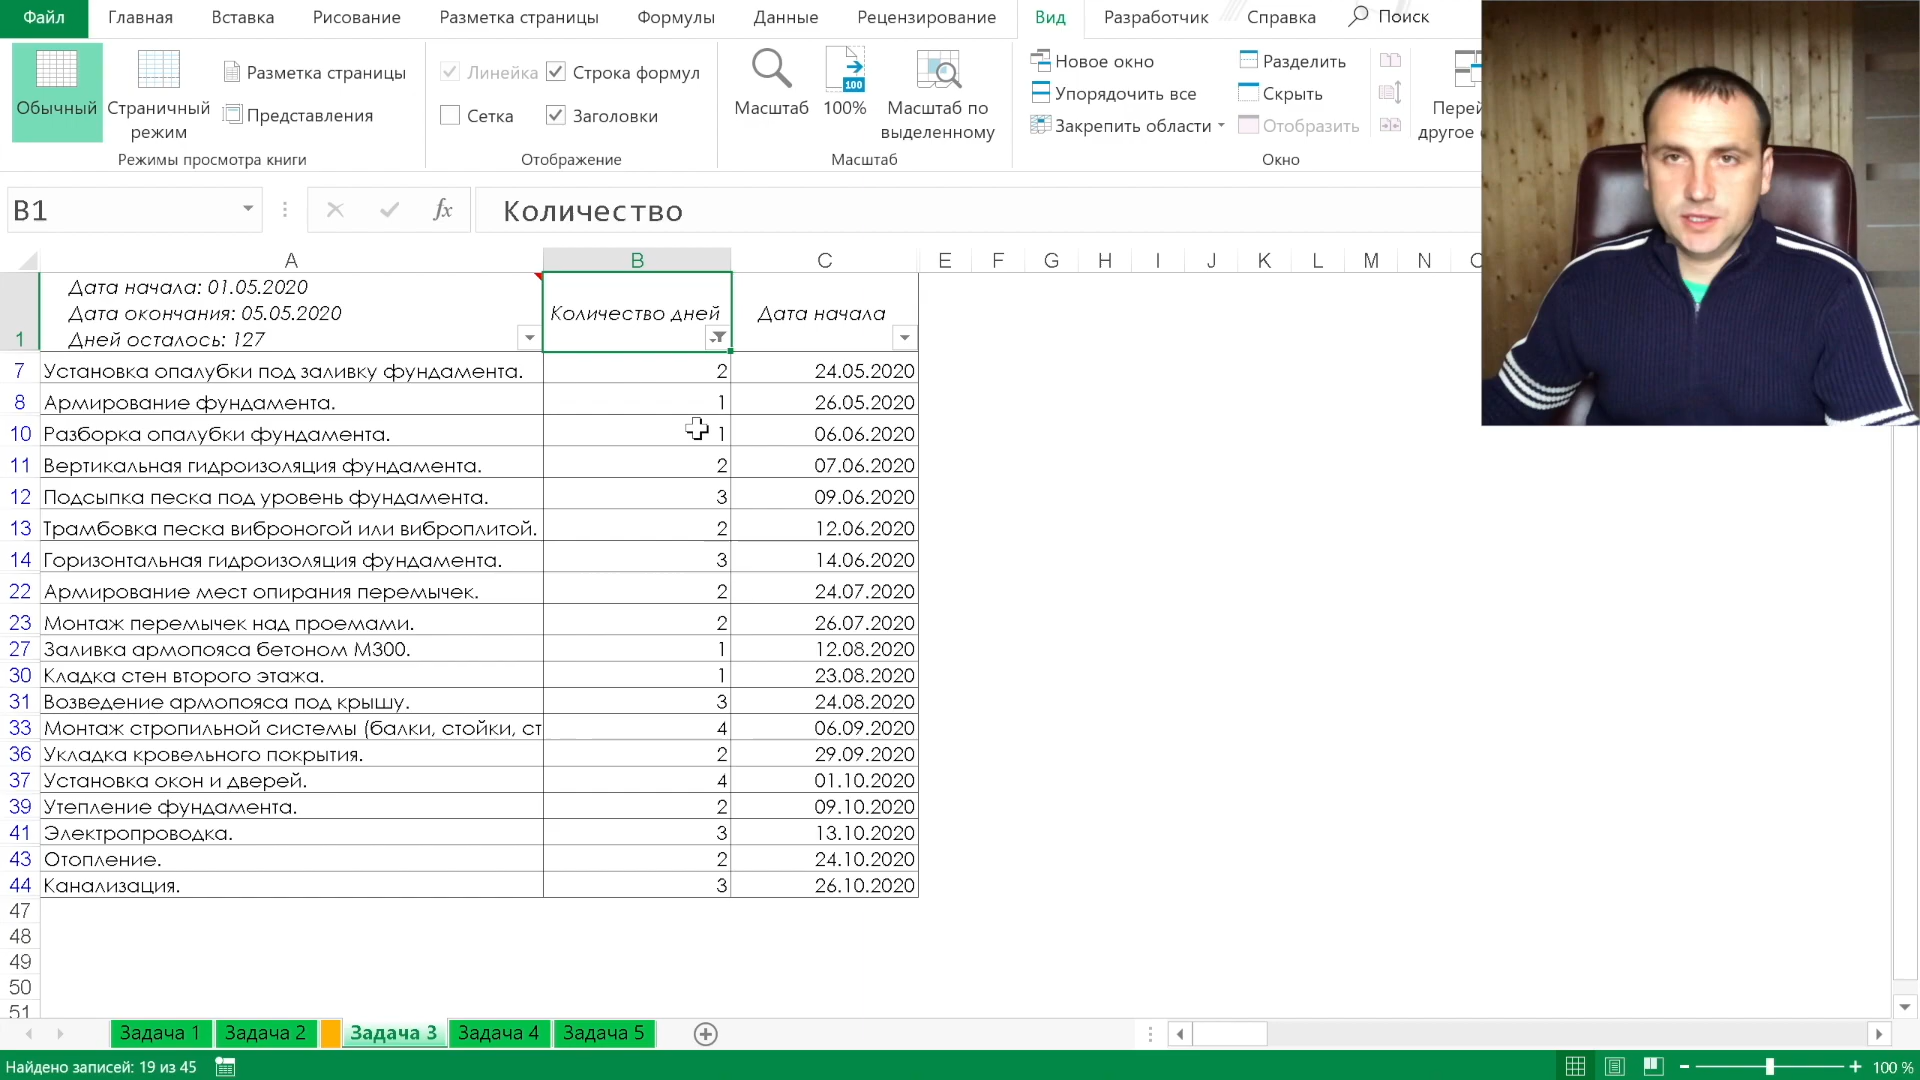 Файл Главная Вставка Рисование Разметка страницы Формулы Данные Рецензирование Вид Разработчик Справка Поиск
Обычный
Страничный режим
Разметка страницы
Представления
Режимы просмотра книги
Линейка
Строка формул
Сетка
Заголовки
Отображение
Масштаб
100
100%
Масштаб по выделенному
Масштаб
Новое окно
Упорядочить все
Закрепить области
Разделить
Скрыть
Отобразить
Окно
другое
B1 fx Количество
A B C E F G H I J K L M N
Дата начала: 01.05.2020
Дата окончания: 05.05.2020
1 Дней осталось: 127
Количество дней
Дата начала
7 Установка опалубки под заливку фундамента. 2 24.05.2020
8 Армирование фундамента. 1 26.05.2020
10 Разборка опалубки фундамента. 1 06.06.2020
11 Вертикальная гидроизоляция фундамента. 2 07.06.2020
12 Подсыпка песка под уровень фундамента. 3 09.06.2020
13 Трамбовка песка виброногой или виброплитой. 2 12.06.2020
14 Горизонтальная гидроизоляция фундамента. 3 14.06.2020
22 Армирование мест опирания перемычек. 2 24.07.2020
23 Монтаж перемычек над проемами. 2 26.07.2020
27 Заливка армопояса бетоном М300. 1 12.08.2020
30 Кладка стен второго этажа. 1 23.08.2020
31 Возведение армопояса под крышу. 3 24.08.2020
33 Монтаж стропильной системы (балки, стойки, ст 4 06.09.2020
36 Укладка кровельного покрытия. 2 29.09.2020
37 Установка окон и дверей. 4 01.10.2020
39 Утепление фундамента. 2 09.10.2020
41 Электропроводка. 3 13.10.2020
43 Отопление. 2 24.10.2020
44 Канализация. 3 26.10.2020
47
48
49
50
51
Задача 1 Задача 2 Задача 3 Задача 4 Задача 5
Найдено записей: 19 из 45 100 %